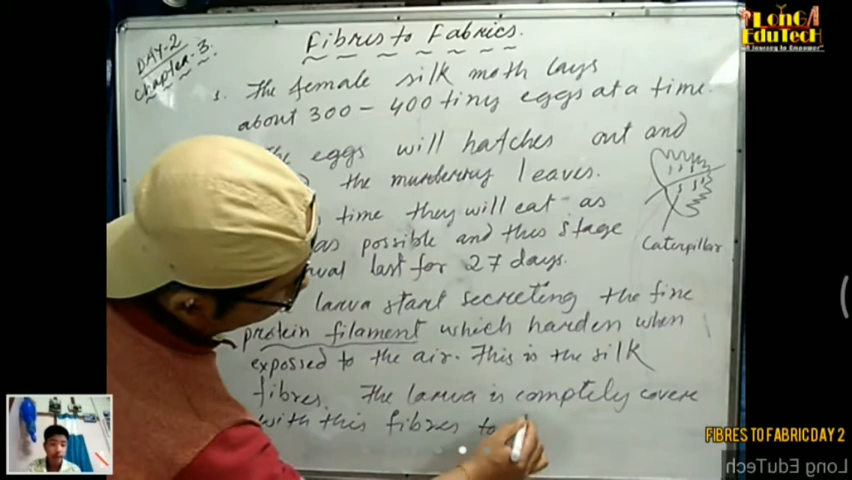 LONGA
EDUTECH
A Journey to Empower
DAY-2
Chapter-3
Fibres to Fabrics.
1. The female silk moth lays
about 300 - 400 tiny eggs at a time.
The eggs will hatches out and
the munberrry leaves.
time they will eat as
as possible and this stage
last for 27 days.
Caterpillar
larva start secreting the fine
protein filament which harden when
exposed to the air. This is the silk
fibres. The larva is completely covere
with this fibres to
FIBRES TO FABRIC DAY 2
Long EduTech